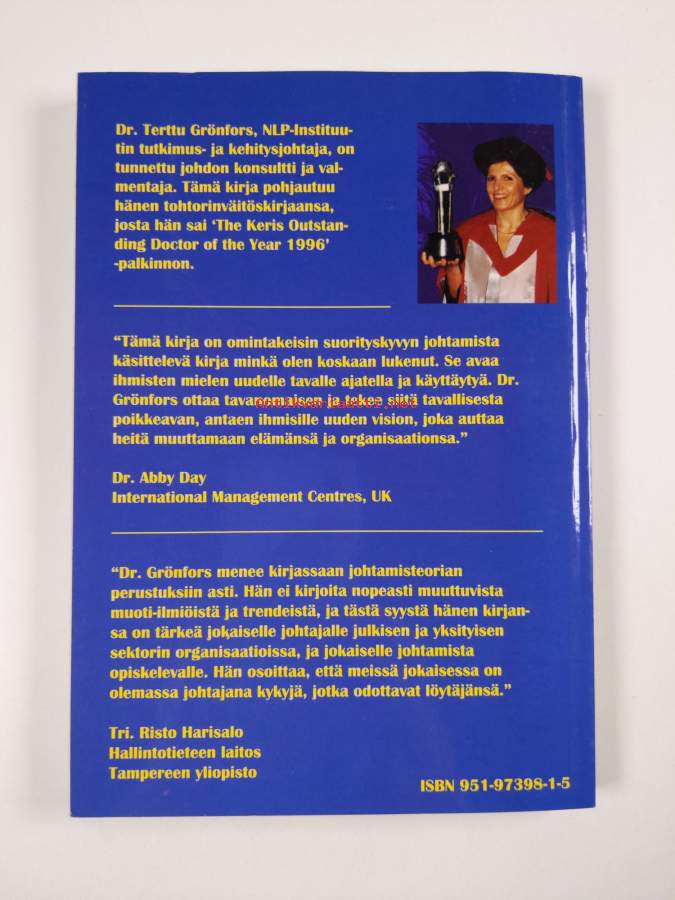 Dr. Terttu Grönfors, NLP-Instituu-
tin tutkimus- ja kehitysjohtaja, on
tunnettu johdon konsultti ja val-
mentaja. Tämä kirja pohjautuu
hänen tohtorinväitöskirjaansa,
josta hän sai ‘The Keris Outstan-
ding Doctor of the Year 1996’
-palkinnon.
“Tämä kirja on omintakeisin suorityskyvyn johtamista
käsittelevä kirja minkä olen koskaan lukenut. Se avaa
ihmisten mielen uudelle tavalle ajatella ja käyttäytyä. Dr.
Grönfors ottaa tavanomaisen ja tekee siitä tavallisesta
Antikvariaatti.net
poikkeavan, antaen ihmisille uuden vision, joka auttaa
heitä muuttamaan elämänsä ja organisaationsa.”
Dr. Abby Day
International Management Centres, UK
“Dr. Grönfors menee kirjassaan johtamisteorian
perustuksiin asti. Hän ei kirjoita nopeasti muuttuvista
muoti-ilmiöistä ja trendeistä, ja tästä syystä hänen kirjan-
sa on tärkeä jokaiselle johtajalle julkisen ja yksityisen
sektorin organisaatioissa, ja jokaiselle johtamista
opiskelevalle. Hän osoittaa, että meissä jokaisessa on
olemassa johtajana kykyjä, jotka odottavat löytäjänsä.”
Tri. Risto Harisalo
Hallintotieteen laitos
Tampereen yliopisto
ISBN 951-97398-1-5